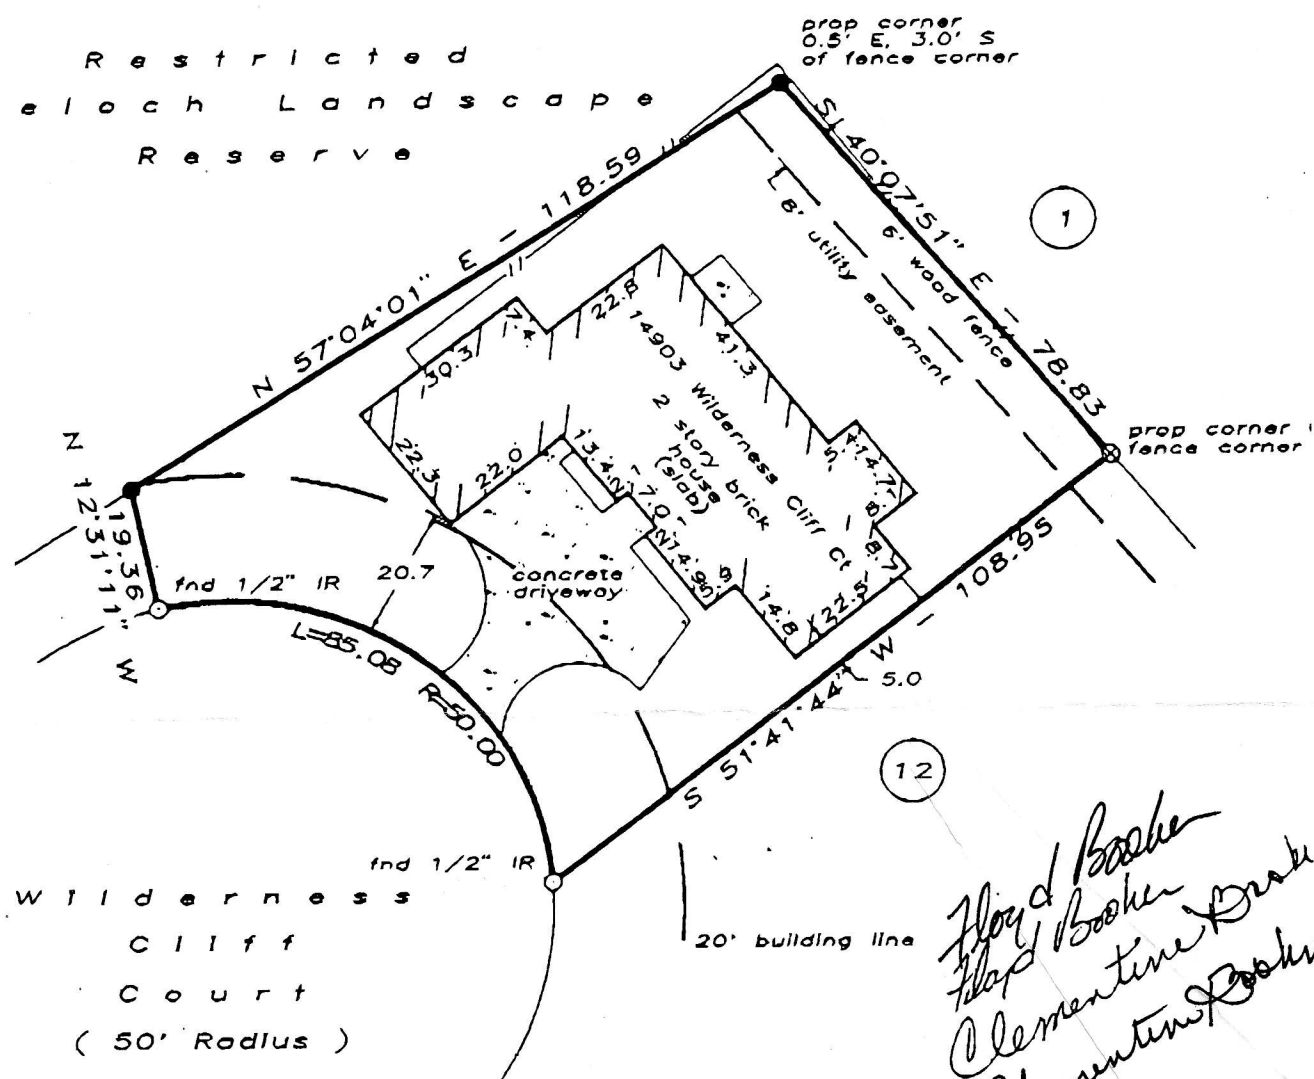 prop corner
0.5' E, 3.0' S
of fence corner
Restricted
eloch Landscape
Reserve
N 57°04'01" E - 118.59
S 40°07'51" E - 78.83
1
8' utility easement
6' wood fence
22.8
7.4
30.3
41.3
14903 Wilderness Cliff Ct
2 story brick
house
(slab)
22.3
22.0
13.4
7.0
14.9
14.7
8.7
14.8
22.5
prop corner
fence corner
N 12°31'11" W
19.36
fnd 1/2" IR
20.7
concrete
driveway
L=85.08 R=50.00
S 51°41'44" W - 108.95
5.0
12
fnd 1/2" IR
20' building line
Wilderness
Cliff
Court
( 50' Radius )
Floyd Booker
Floyd Booker
Clementine